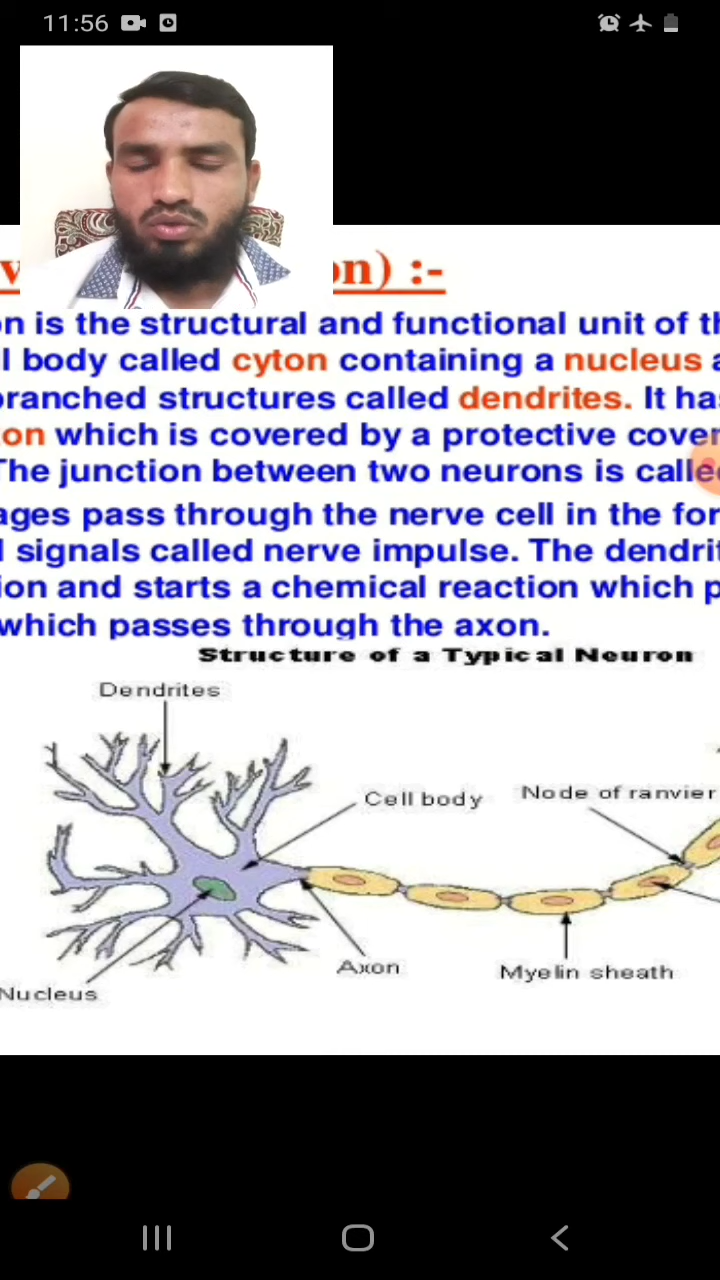 11:56
on) :-
on is the structural and functional unit of th
l body called cyton containing a nucleus a
branched structures called dendrites. It has
on which is covered by a protective cover
The junction between two neurons is called
ages pass through the nerve cell in the for
l signals called nerve impulse. The dendrit
ion and starts a chemical reaction which p
which passes through the axon.
Structure of a Typical Neuron
Dendrites
Cell body
Node of ranvier
Axon
Myelin sheath
Nucleus